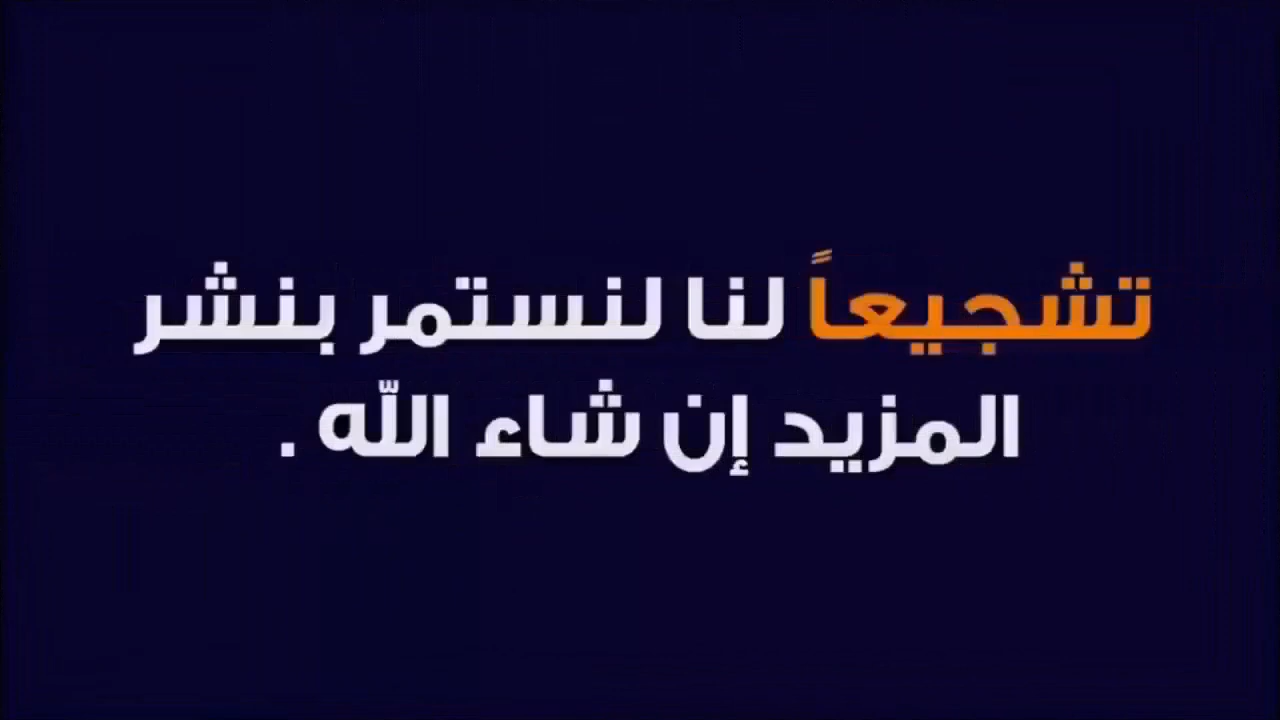 تشجيعاً لنا لنستمر بنشر
المزيد إن شاء اللّه .